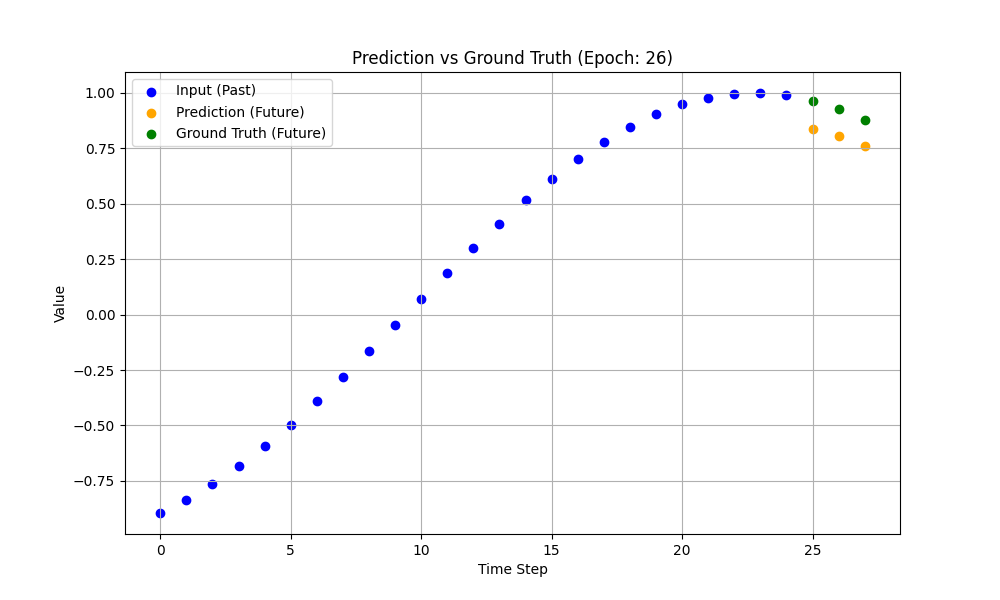 Prediction vs Ground Truth (Epoch: 26)
Input (Past)
Prediction (Future)
Ground Truth (Future)
Value
1.00
0.75
0.50
0.25
0.00
−0.25
−0.50
−0.75
0
5
10
15
20
25
Time Step